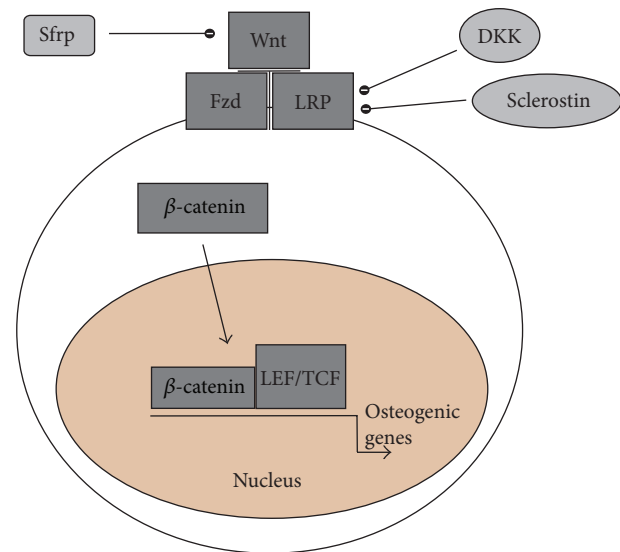 Sfrp
Wnt
DKK
Fzd
LRP
Sclerostin
β-catenin
β-catenin
LEF/TCF
Osteogenic
genes
Nucleus